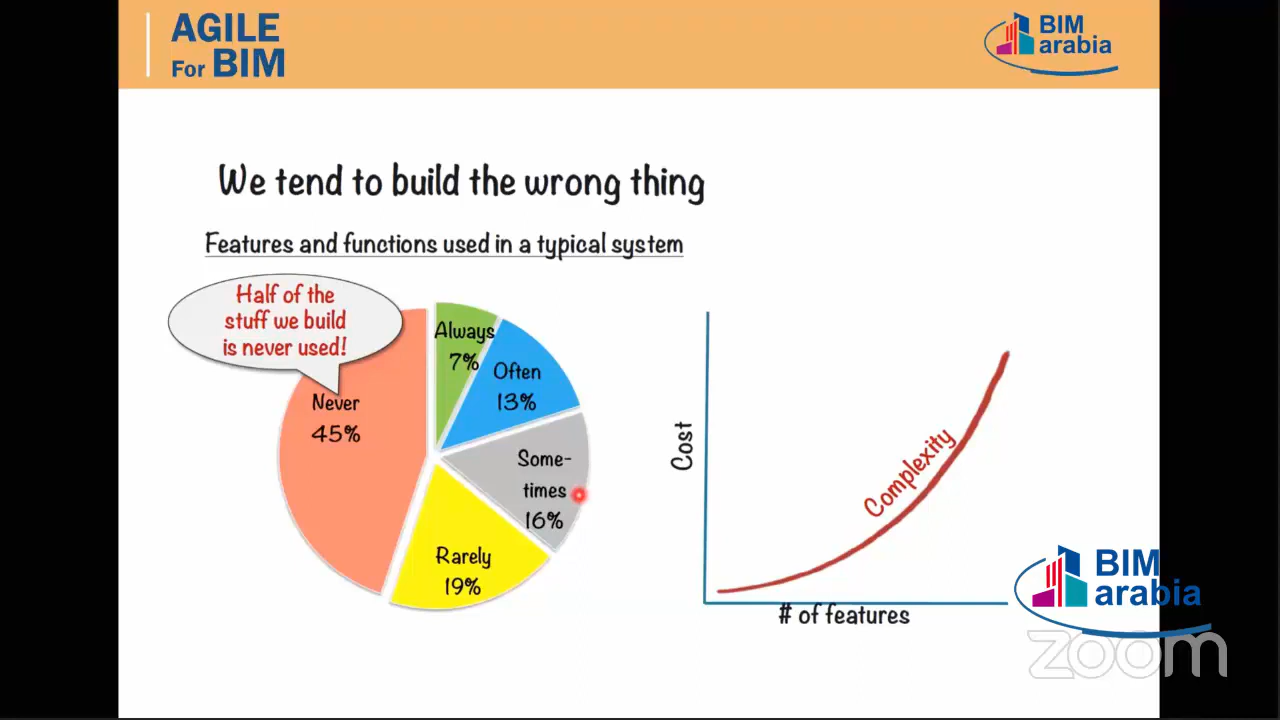 AGILE
For BIM
BIM
arabia
We tend to build the wrong thing
Features and functions used in a typical system
Half of the
stuff we build
is never used!
Never
45%
Always
7%
Often
13%
Some-
times
16%
Rarely
19%
Cost
Complexity
# of features
BIM
arabia
zoom